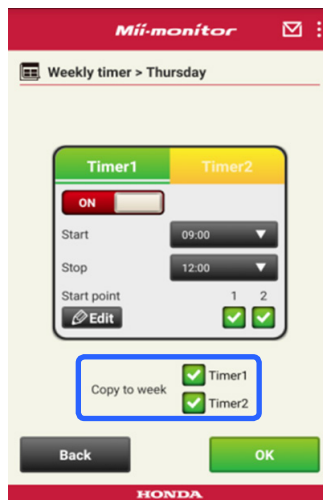 Mii-monitor
Weekly timer > Thursday
Timer1 Timer2
ON
Start 09:00
Stop 12:00
Start point 1 2
Edit
Copy to week Timer1
Timer2
Back OK
HONDA